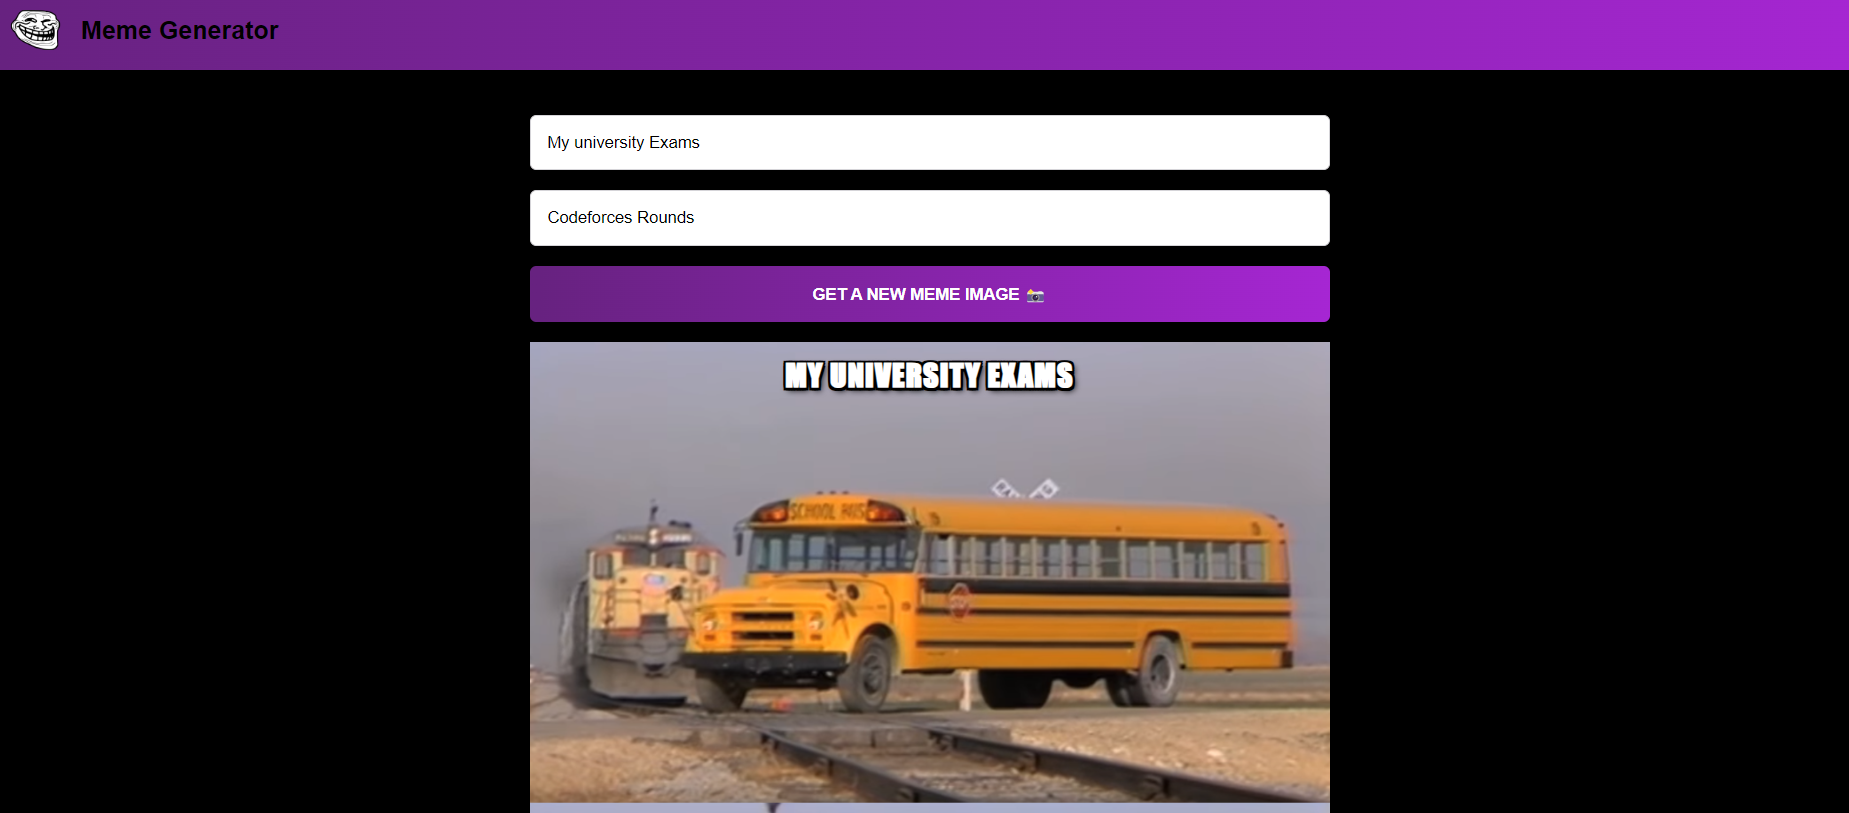 Meme Generator
My university Exams
Codeforces Rounds
GET A NEW MEME IMAGE
MY UNIVERSITY EXAMS
SCHOOL BUS